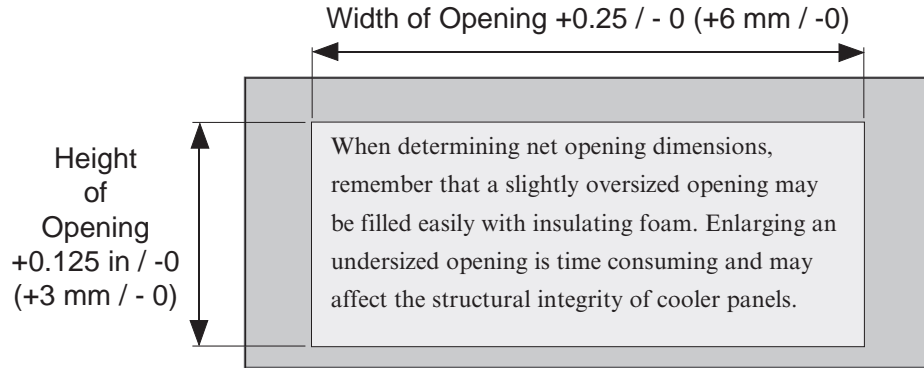 Width of Opening +0.25 / - 0 (+6 mm / -0)
Height
of
Opening
+0.125 in / -0
(+3 mm / - 0)
When determining net opening dimensions,
remember that a slightly oversized opening may
be filled easily with insulating foam. Enlarging an
undersized opening is time consuming and may
affect the structural integrity of cooler panels.